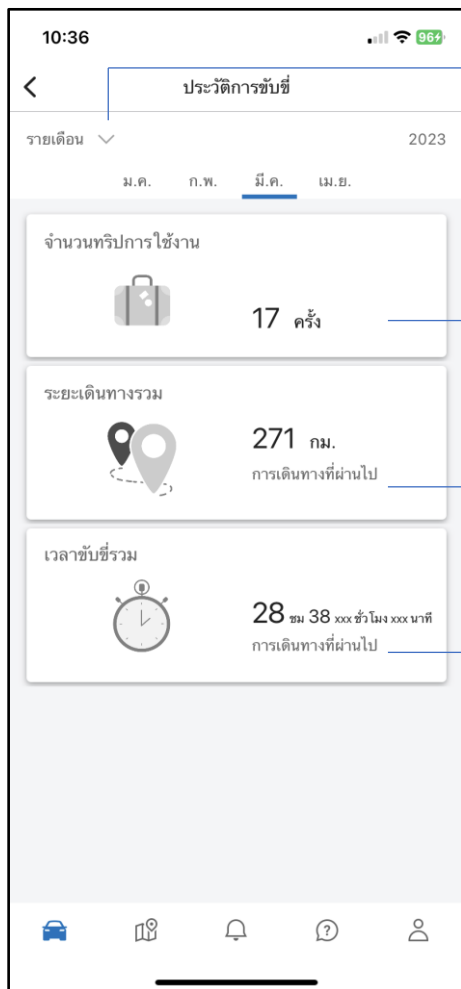 10:36 96
ประวัติการขับขี่
รายเดือน 2023
ม.ค. ก.พ. มี.ค. เม.ย.
จำนวนทริปการใช้งาน
17 ครั้ง
ระยะเดินทางรวม
271 กม.
การเดินทางที่ผ่านไป
เวลาขับขี่รวม
28 ชม 38 xxx ชั่วโมง xxx นาที
การเดินทางที่ผ่านไป